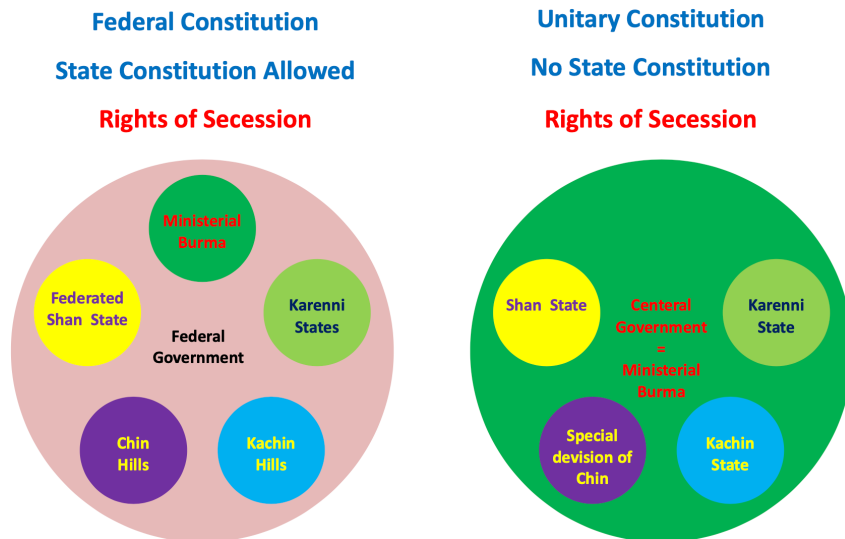 Federal Constitution
State Constitution Allowed
Rights of Secession
Ministerial
Burma
Federated
Shan State
Karenni
States
Federal
Government
Chin
Hills
Kachin
Hills
Unitary Constitution
No State Constitution
Rights of Secession
Shan State
Centeral
Government
=
Ministerial
Burma
Karenni
State
Special
devision of
Chin
Kachin
State